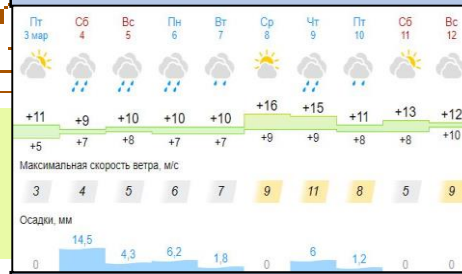 Пт Сб Вс Пн Вт Ср Чт Пт Сб Вс
3 мар 4 5 6 7 8 9 10 11 12
+11 +9 +10 +10 +10 +16 +15 +11 +13 +12
+5 +7 +8 +7 +7 +9 +9 +8 +8 +10
Максимальная скорость ветра, м/с
3 4 5 6 7 9 11 8 5 9
Осадки, мм
0 14,5 4,3 6,2 1,8 0 6 1,2 0 0